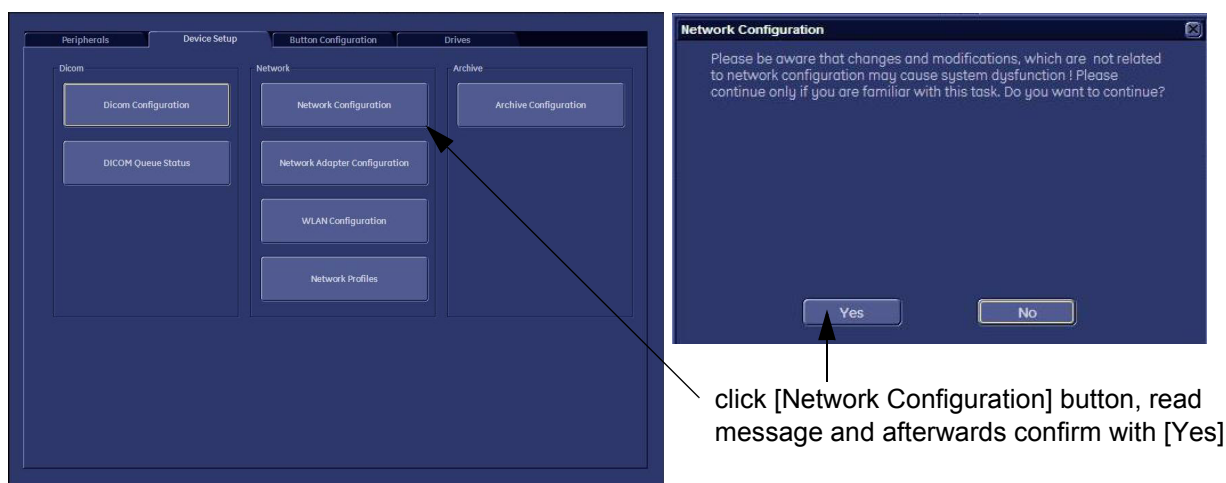 Peripherals
Device Setup
Button Configuration
Drives
Dicom
Dicom Configuration
DICOM Queue Status
Network
Network Configuration
Network Adapter Configuration
WLAN Configuration
Network Profiles
Archive
Archive Configuration
Network Configuration
Please be aware that changes and modifications, which are not related
to network configuration may cause system dysfunction ! Please
continue only if you are familiar with this task. Do you want to continue?
Yes
No
click [Network Configuration] button, read
message and afterwards confirm with [Yes]